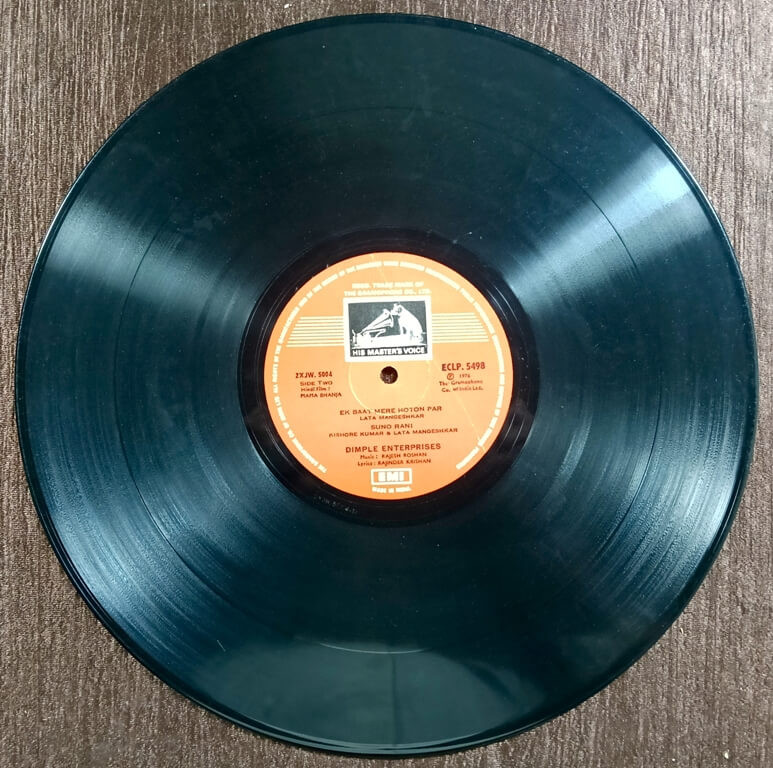 REGD. TRADE MARK OF
THE GRAMOPHONE CO. LTD.
HIS MASTER'S VOICE
2XJW. 5004
SIDE TWO
Hindi Film :
MAMA BHANJA
ECLP. 5498
Ⓟ 1976
The Gramophone
Co. of India Ltd.
EK BAAT MERE HOTON PAR
LATA MANGESHKAR
SUNO RANI
KISHORE KUMAR & LATA MANGESHKAR
DIMPLE ENTERPRISES
Music : RAJESH ROSHAN
Lyrics : RAJINDER KRISHAN
EMI
MADE IN INDIA